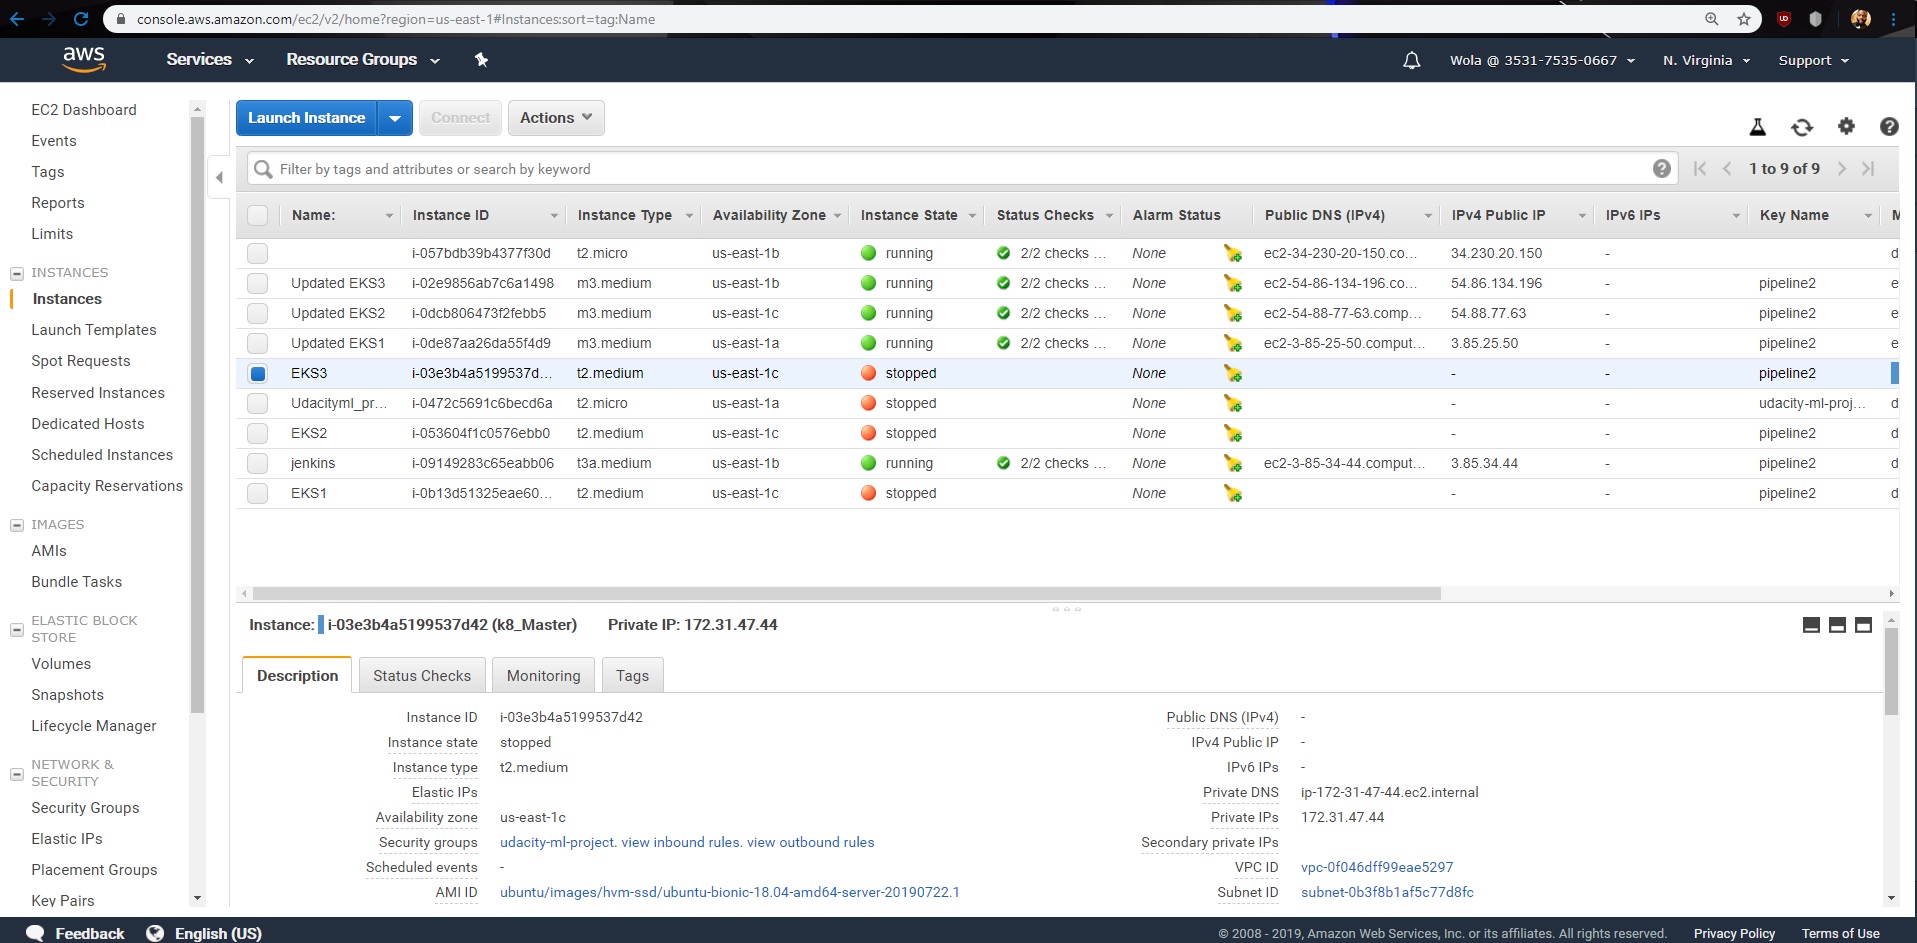 console.aws.amazon.com/ec2/v2/home?region=us-east-1#Instances:sort=tag:Name
aws Services Resource Groups Wola @ 3531-7535-0667 N. Virginia Support
EC2 Dashboard
Events
Tags
Reports
Limits
INSTANCES
Instances
Launch Templates
Spot Requests
Reserved Instances
Dedicated Hosts
Scheduled Instances
Capacity Reservations
IMAGES
AMIs
Bundle Tasks
ELASTIC BLOCK
STORE
Volumes
Snapshots
Lifecycle Manager
NETWORK &
SECURITY
Security Groups
Elastic IPs
Placement Groups
Key Pairs
Launch Instance Connect Actions
Filter by tags and attributes or search by keyword 1 to 9 of 9
Name: Instance ID Instance Type Availability Zone Instance State Status Checks Alarm Status Public DNS (IPv4) IPv4 Public IP IPv6 IPs Key Name M
i-057bdb39b4377f30d t2.micro us-east-1b running 2/2 checks ... None ec2-34-230-20-150.co... 34.230.20.150 - d
Updated EKS3 i-02e9856ab7c6a1498 m3.medium us-east-1b running 2/2 checks ... None ec2-54-86-134-196.co... 54.86.134.196 - pipeline2 e
Updated EKS2 i-0dcb806473f2febb5 m3.medium us-east-1c running 2/2 checks ... None ec2-54-88-77-63.comp... 54.88.77.63 - pipeline2 e
Updated EKS1 i-0de87aa26da55f4d9 m3.medium us-east-1a running 2/2 checks ... None ec2-3-85-25-50.comput... 3.85.25.50 - pipeline2 e
EKS3 i-03e3b4a5199537d... t2.medium us-east-1c stopped None - - pipeline2
Udacityml_pr... i-0472c5691c6becd6a t2.micro us-east-1a stopped None - - udacity-ml-proj... d
EKS2 i-053604f1c0576ebb0 t2.medium us-east-1c stopped None - - pipeline2 d
jenkins i-09149283c65eabb06 t3a.medium us-east-1b running 2/2 checks ... None ec2-3-85-34-44.comput... 3.85.34.44 - pipeline2 d
EKS1 i-0b13d51325eae60... t2.medium us-east-1c stopped None - - pipeline2 d
Instance: i-03e3b4a5199537d42 (k8_Master) Private IP: 172.31.47.44
Description Status Checks Monitoring Tags
Instance ID i-03e3b4a5199537d42 Public DNS (IPv4) -
Instance state stopped IPv4 Public IP -
Instance type t2.medium IPv6 IPs -
Elastic IPs Private DNS ip-172-31-47-44.ec2.internal
Availability zone us-east-1c Private IPs 172.31.47.44
Security groups udacity-ml-project. view inbound rules. view outbound rules Secondary private IPs
Scheduled events - VPC ID vpc-0f046dff99eae5297
AMI ID ubuntu/images/hvm-ssd/ubuntu-bionic-18.04-amd64-server-20190722.1 Subnet ID subnet-0b3f8b1af5c77d8fc
Feedback English (US) © 2008 - 2019, Amazon Web Services, Inc. or its affiliates. All rights reserved. Privacy Policy Terms of Use